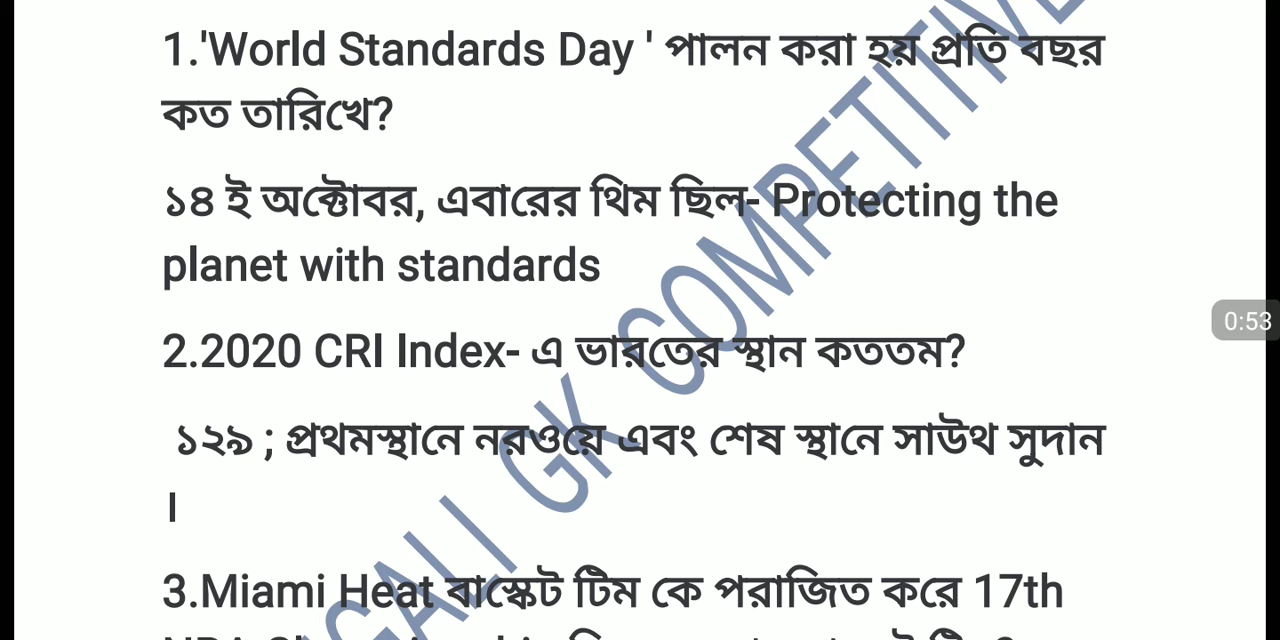 1.'World Standards Day ' পালন করা হয় প্রতি বছর
কত তারিখে?
১৪ ই অক্টোবর, এবারের থিম ছিল- Protecting the
planet with standards
2.2020 CRI Index- এ ভারতের স্থান কততম?
১২৯ ; প্রথমস্থানে নরওয়ে এবং শেষ স্থানে সাউথ সুদান
।
3.Miami Heat বাস্কেট টিম কে পরাজিত করে 17th
GK COMPETITIVE
0:53